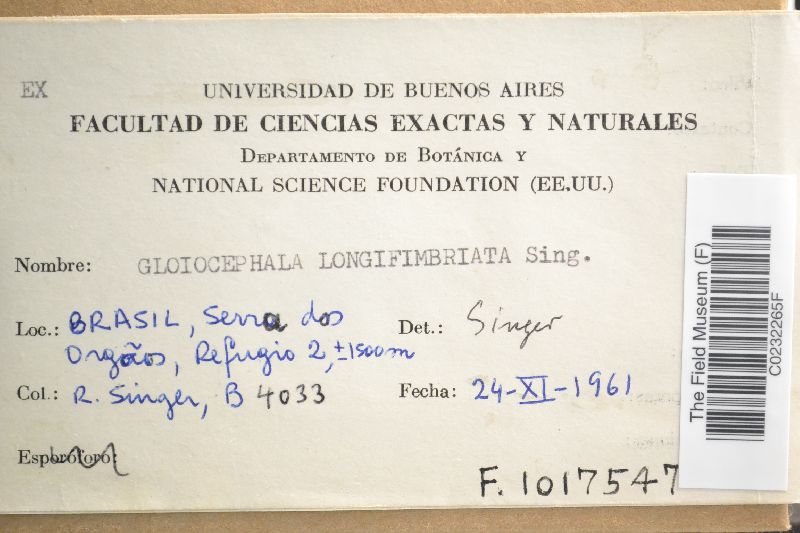 EX
UNIVERSIDAD DE BUENOS AIRES
FACULTAD DE CIENCIAS EXACTAS Y NATURALES
DEPARTAMENTO DE BOTÁNICA Y
NATIONAL SCIENCE FOUNDATION (EE.UU.)
Nombre: GLOIOCEPHALA LONGIFIMBRIATA Sing.
Loc.: BRASIL, Serra dos
Orgãos, Refugio 2, ±1500m
Det.: Singer
Col.: R. Singer, B 4033
Fecha: 24-XI-1961
Esporóforo:
F. 1017547
The Field Museum (F)
C0232265F